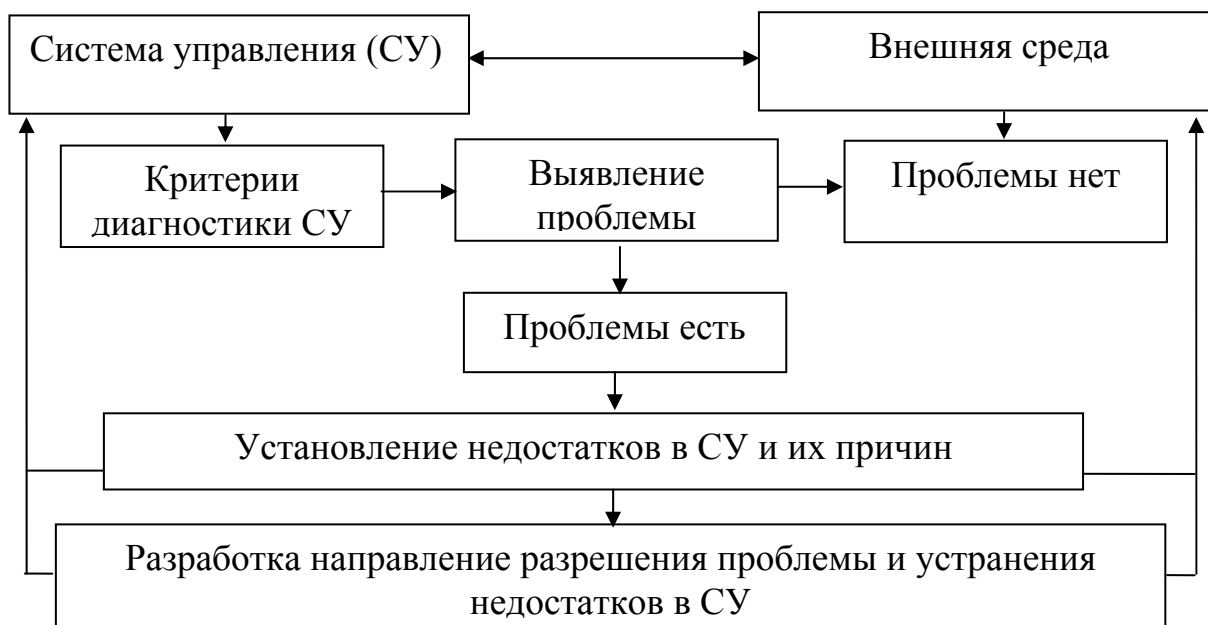 Система управления (СУ)
Внешняя среда
Критерии
диагностики СУ
Выявление
проблемы
Проблемы нет
Проблемы есть
Установление недостатков в СУ и их причин
Разработка направление разрешения проблемы и устранения
недостатков в СУ